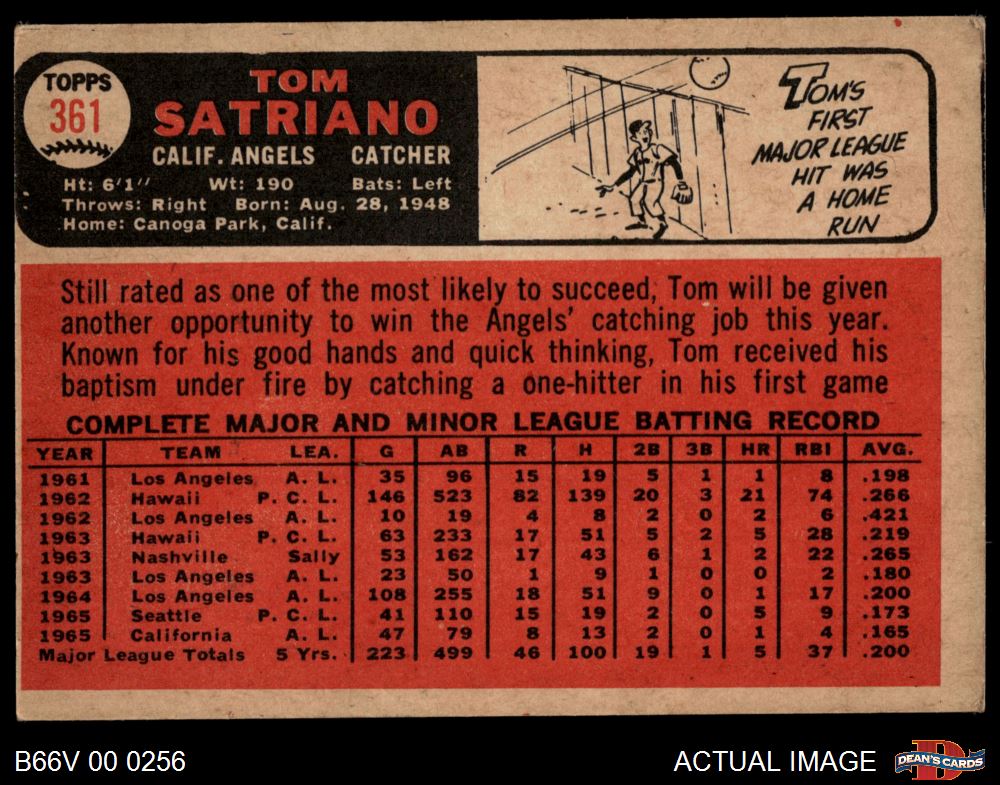 TOPPS
361
TOM
SATRIANO
CALIF. ANGELS CATCHER
Ht: 6'1" Wt: 190 Bats: Left
Throws: Right Born: Aug. 28, 1948
Home: Canoga Park, Calif.
TOM'S
FIRST
MAJOR LEAGUE
HIT WAS
A HOME
RUN
Still rated as one of the most likely to succeed, Tom will be given
another opportunity to win the Angels' catching job this year.
Known for his good hands and quick thinking, Tom received his
baptism under fire by catching a one-hitter in his first game
COMPLETE MAJOR AND MINOR LEAGUE BATTING RECORD
YEAR TEAM LEA. G AB R H 2B 3B HR RBI AVG.
1961 Los Angeles A. L. 35 96 15 19 5 1 1 8 .198
1962 Hawaii P. C. L. 146 523 82 139 20 3 21 74 .266
1962 Los Angeles A. L. 10 19 4 8 2 0 2 6 .421
1963 Hawaii P. C. L. 63 233 17 51 5 2 5 28 .219
1963 Nashville Sally 53 162 17 43 6 1 2 22 .265
1963 Los Angeles A. L. 23 50 1 9 1 0 0 2 .180
1964 Los Angeles A. L. 108 255 18 51 9 0 1 17 .200
1965 Seattle P. C. L. 41 110 15 19 2 0 5 9 .173
1965 California A. L. 47 79 8 13 2 0 1 4 .165
Major League Totals 5 Yrs. 223 499 46 100 19 1 5 37 .200
B66V 00 0256
ACTUAL IMAGE
DEAN'S CARDS